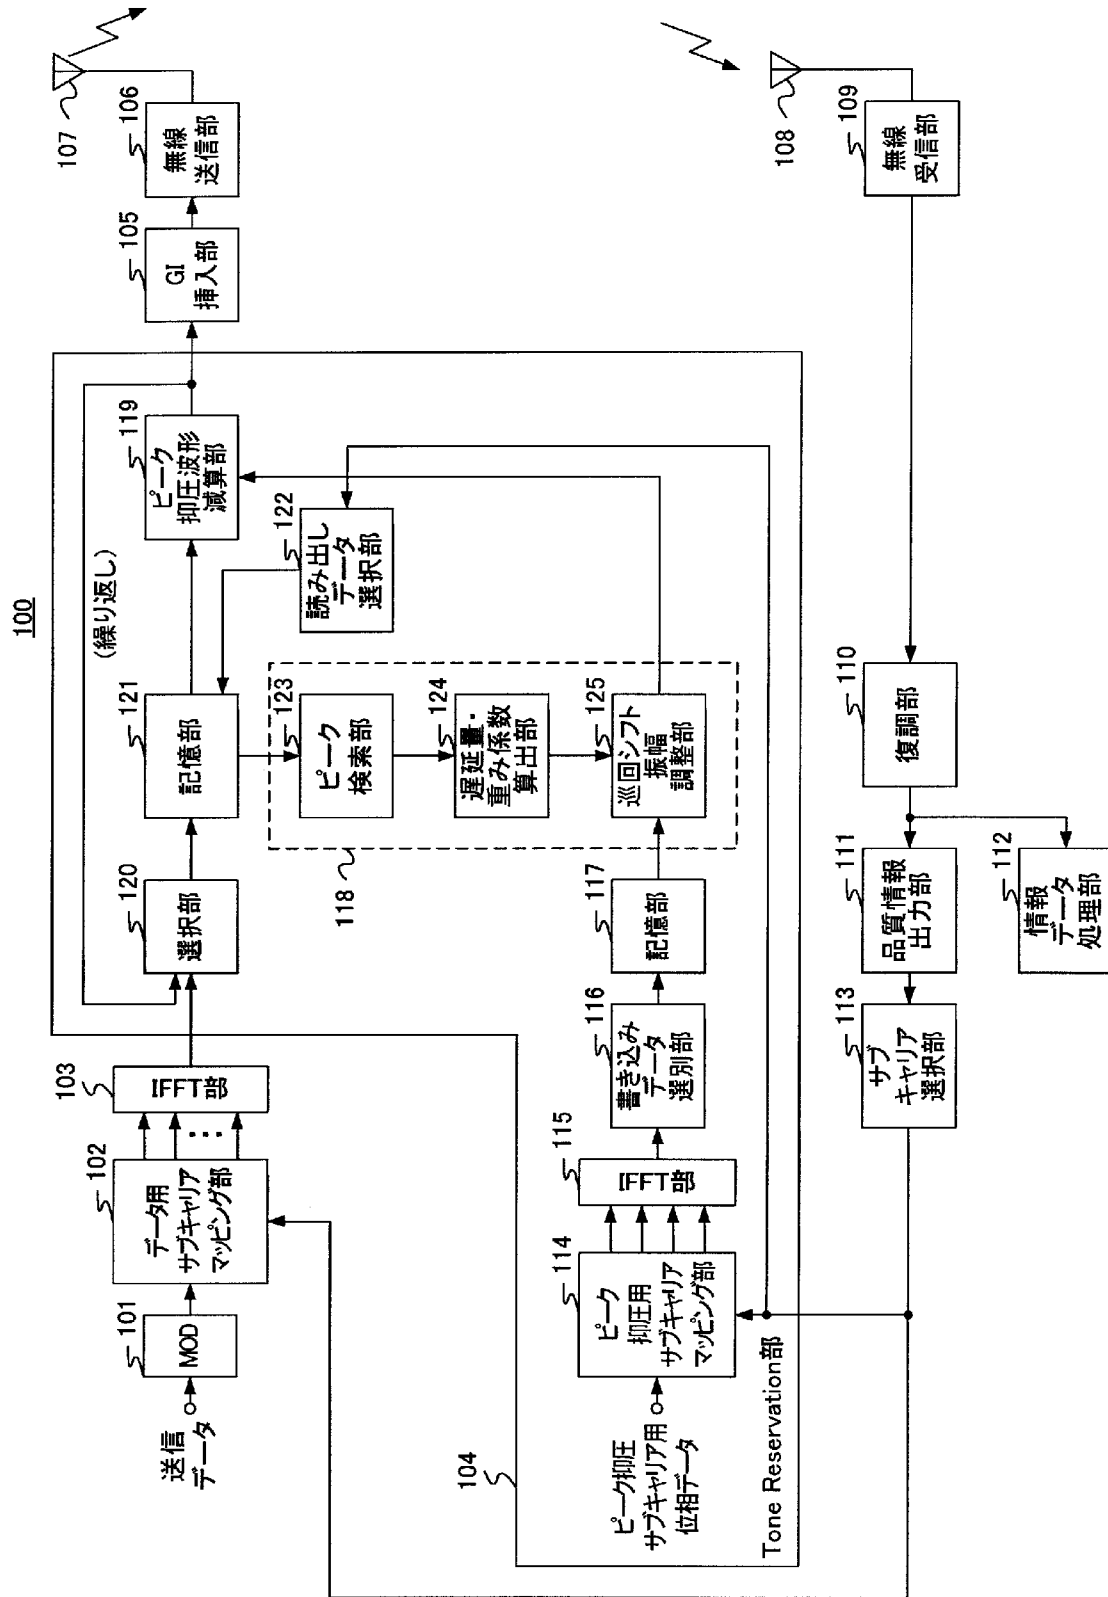 100
送信
データ
101
MOD
102
データ用
サブキャリア
マッピング部
103
IFFT部
…
120
選択部
121
記憶部
(繰り返し)
119
ピーク
抑圧波形
減算部
105
GI
挿入部
106
無線
送信部
107
122
読み出し
データ
選択部
118
123
ピーク
検索部
124
遅延量・
重み係数
算出部
125
巡回シフト
振幅
調整部
104
ピーク抑圧
サブキャリア用
位相データ
114
ピーク
抑圧用
サブキャリア
マッピング部
115
IFFT部
116
書き込み
データ
選別部
117
記憶部
Tone Reservation部
108
109
無線
受信部
110
復調部
111
品質情報
出力部
112
情報
データ
処理部
113
サブ
キャリア
選択部